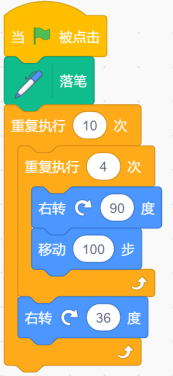 当 被点击
落笔
重复执行 10 次
重复执行 4 次
右转 90 度
移动 100 步
右转 36 度